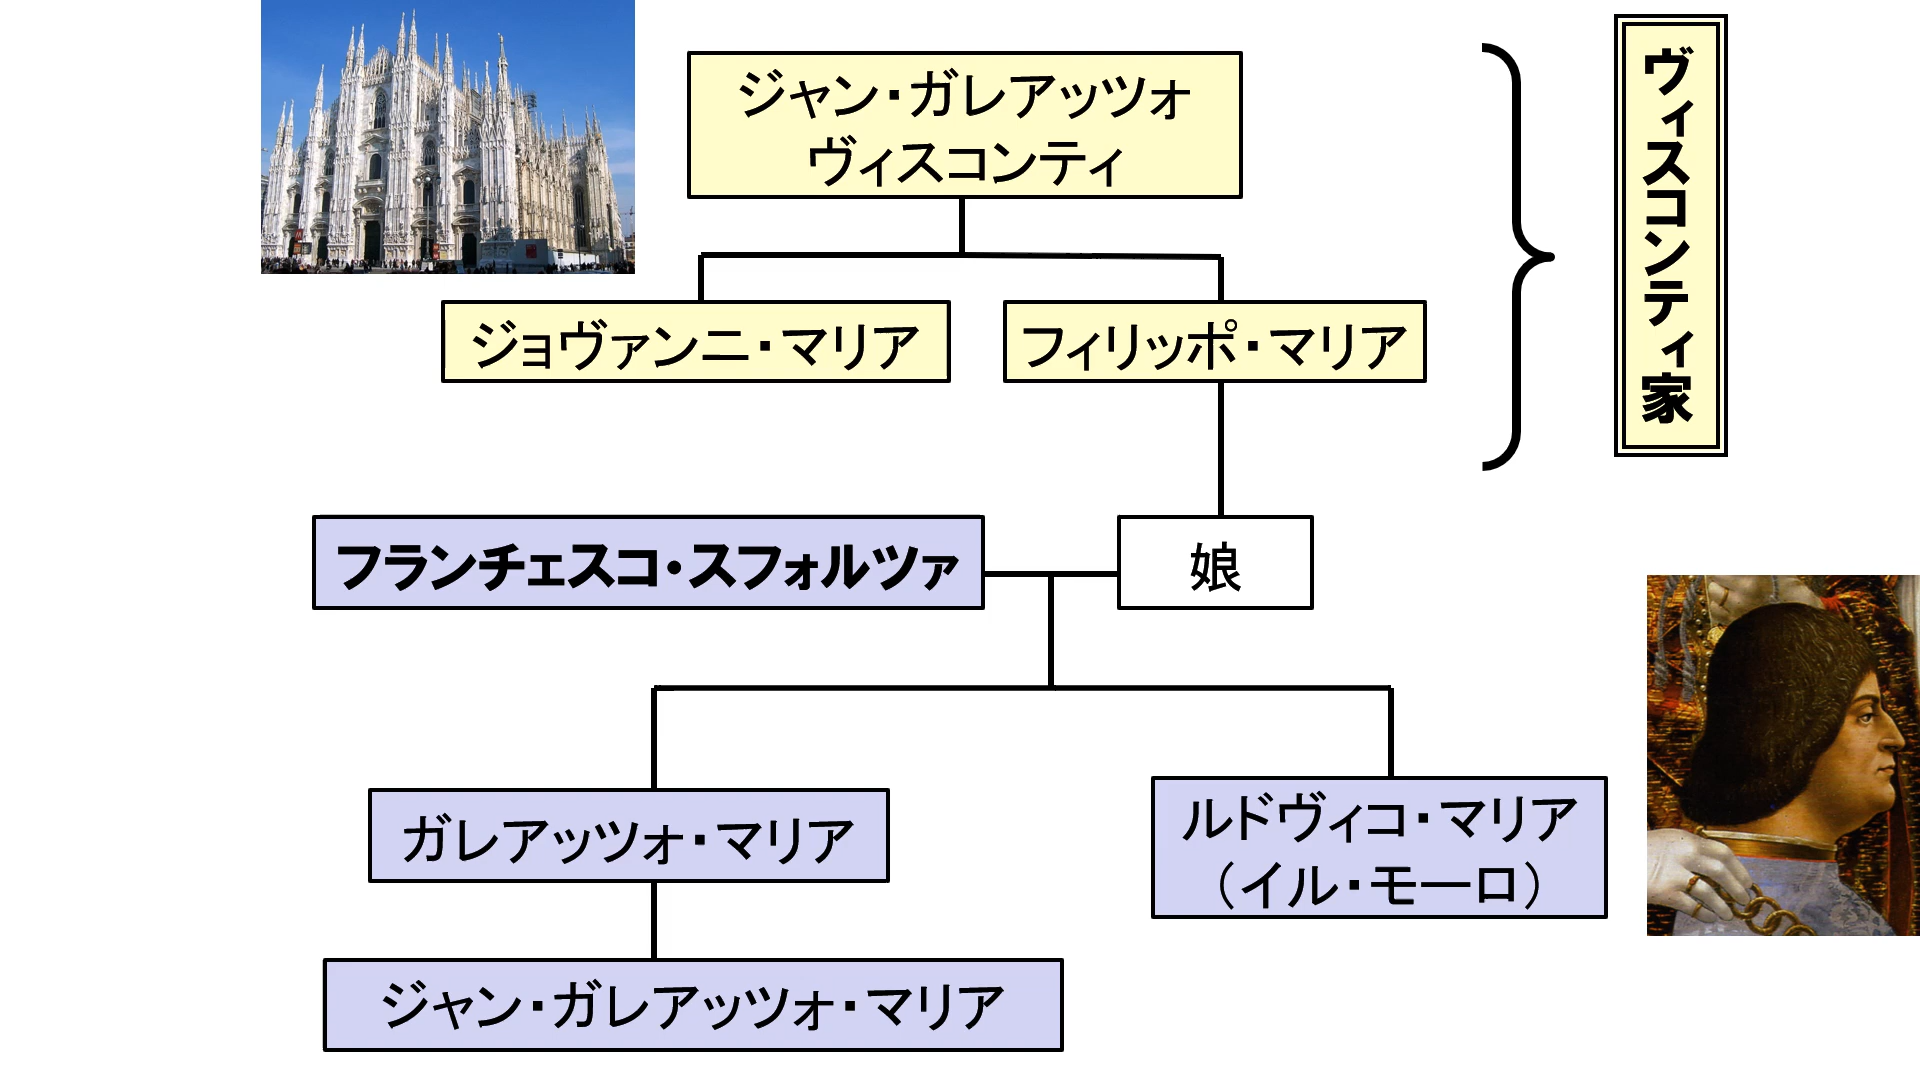 ジャン・ガレアッツォ
ヴィスコンティ
ヴィスコンティ家
ジョヴァンニ・マリア
フィリッポ・マリア
フランチェスコ・スフォルツァ
娘
ガレアッツォ・マリア
ルドヴィコ・マリア
（イル・モーロ）
ジャン・ガレアッツォ・マリア